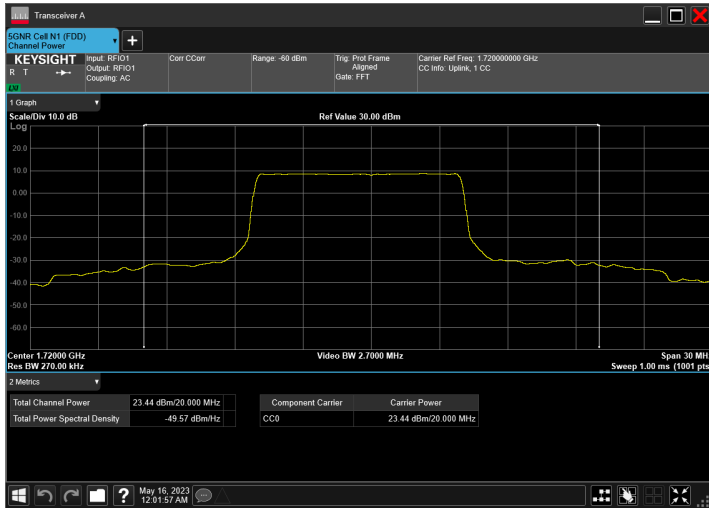 Transceiver A
5GNR Cell N1 (FDD)
Channel Power
KEYSIGHT
R T
LXI
Input: RFIO1
Output: RFIO1
Coupling: AC
Corr CCorr
Range: -60 dBm
Trig: Prot Frame
Aligned
Gate: FFT
Carrier Ref Freq: 1.720000000 GHz
CC Info: Uplink, 1 CC
1 Graph
Scale/Div 10.0 dB
Ref Value 30.00 dBm
Log
20.0
10.0
0.00
-10.0
-20.0
-30.0
-40.0
-50.0
-60.0
Center 1.72000 GHz
Video BW 2.7000 MHz
Span 30 MH
Res BW 270.00 kHz
Sweep 1.00 ms (1001 pts
2 Metrics
Total Channel Power 23.44 dBm/20.000 MHz
Total Power Spectral Density -49.57 dBm/Hz
Component Carrier Carrier Power
CC0 23.44 dBm/20.000 MHz
May 16, 2023
12:01:57 AM